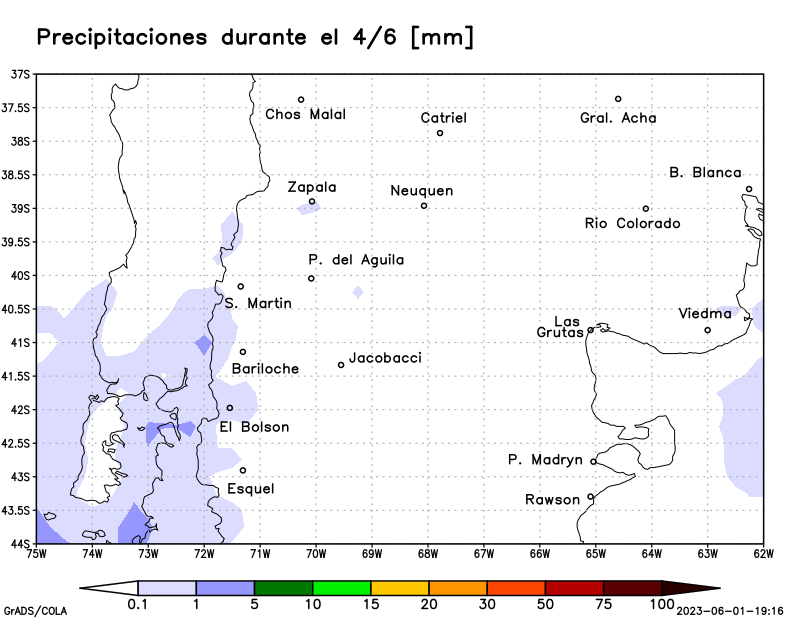 Precipitaciones durante el 4/6 [mm]
37S
37.5S
38S
38.5S
39S
39.5S
40S
40.5S
41S
41.5S
42S
42.5S
43S
43.5S
44S
Chos Malal
Catriel
Gral. Acha
B. Blanca
Zapala
Neuquen
Rio Colorado
P. del Aguila
S. Martin
Las
Grutas
Viedma
Jacobacci
Bariloche
El Bolson
P. Madryn
Esquel
Rawson
75W 74W 73W 72W 71W 70W 69W 68W 67W 66W 65W 64W 63W 62W
0.1 1 5 10 15 20 30 50 75 100
GrADS/COLA
2023-06-01-19:16